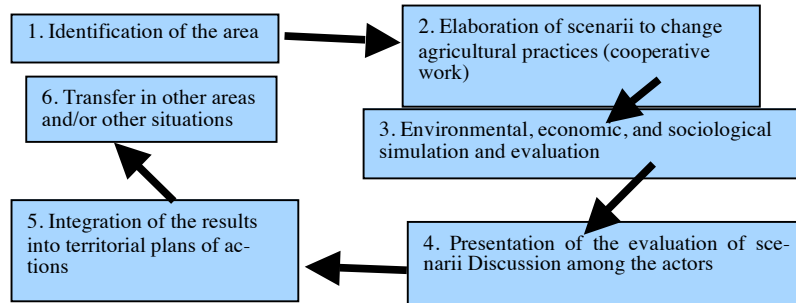 1. Identification of the area
2. Elaboration of scenarii to change
agricultural practices (cooperative
work)
3. Environmental, economic, and sociological
simulation and evaluation
4. Presentation of the evaluation of sce-
narii Discussion among the actors
5. Integration of the results
into territorial plans of ac-
tions
6. Transfer in other areas
and/or other situations